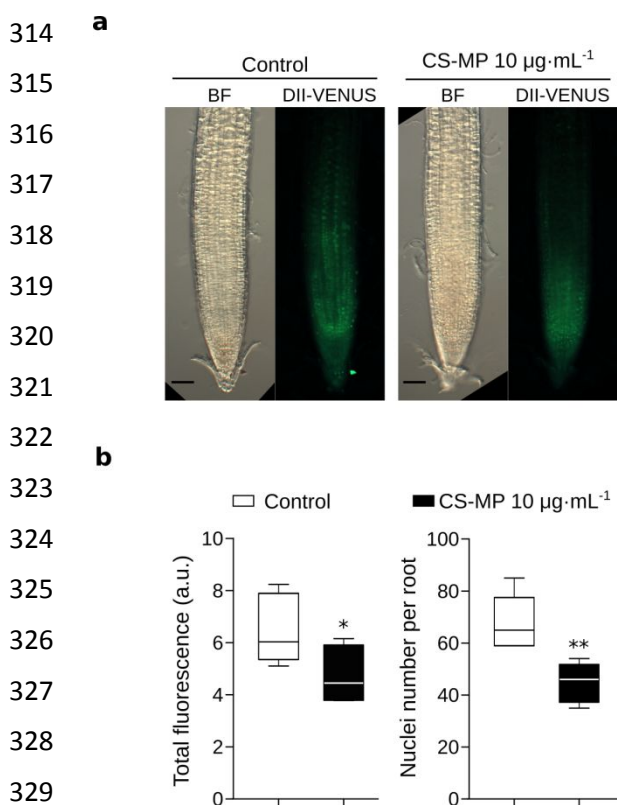 314
a
315
Control
CS-MP 10 µg·mL-1
BF
DII-VENUS
BF
DII-VENUS
316
317
318
319
320
321
322
b
323
Control
CS-MP 10 µg·mL-1
324
Total fluorescence (a.u.)
10
8
6
4
2
0
*
Nuclei number per root
100
80
60
40
20
0
**
325
326
327
328
329